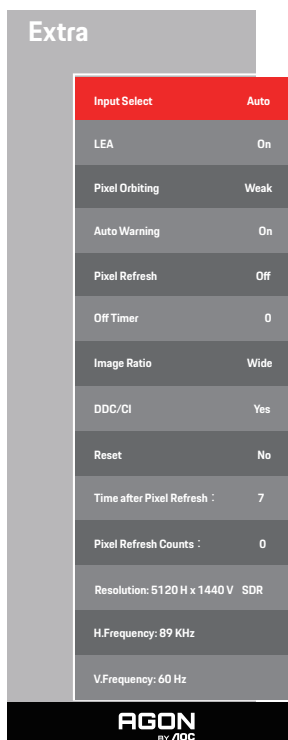 Extra
Input Select Auto
LEA On
Pixel Orbiting Weak
Auto Warning On
Pixel Refresh Off
Off Timer 0
Image Ratio Wide
DDC/CI Yes
Reset No
Time after Pixel Refresh : 7
Pixel Refresh Counts : 0
Resolution: 5120 H x 1440 V SDR
H.Frequency: 89 KHz
V.Frequency: 60 Hz
AGON
BY AOC